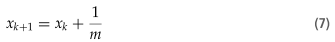 x_{k+1} = x_k + \frac{1}{m} (7)